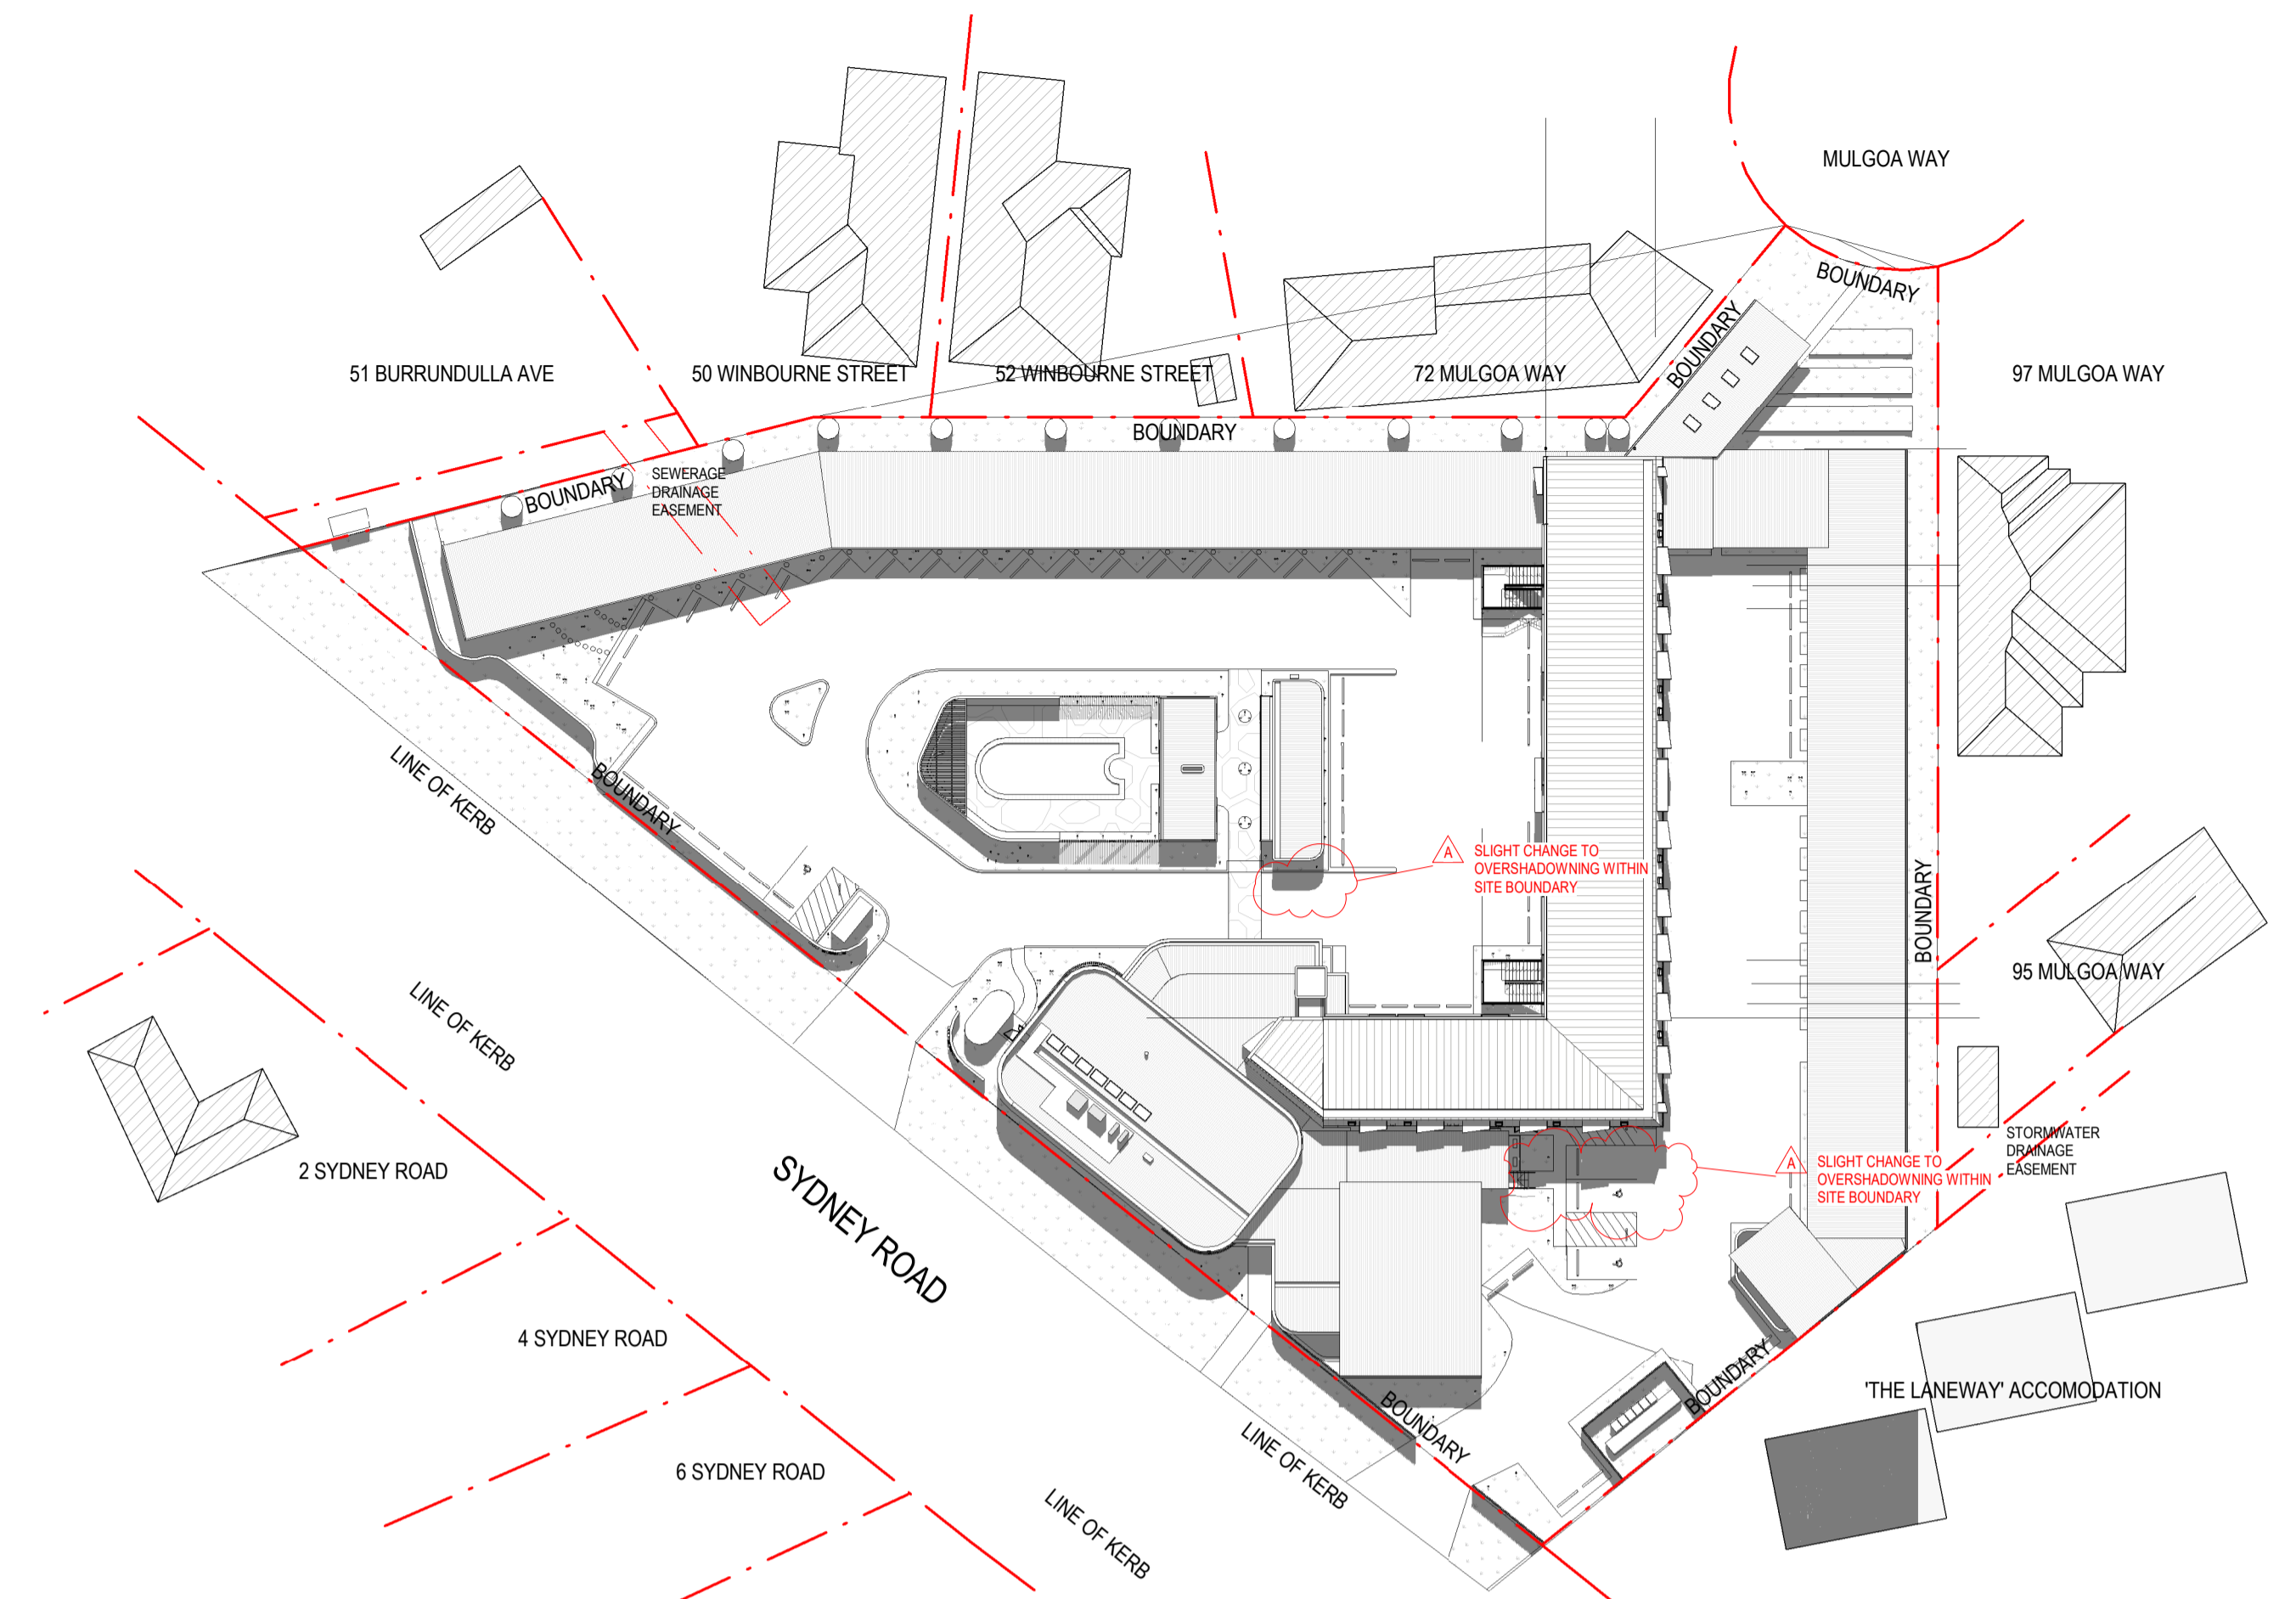 MULGOA WAY
BOUNDARY
BOUNDARY
51 BURRUNDULLA AVE
50 WINBOURNE STREET
52 WINBOURNE STREET
72 MULGOA WAY
97 MULGOA WAY
BOUNDARY
SEWERAGE
DRAINAGE
EASEMENT
BOUNDARY
LINE OF KERB
BOUNDARY
A
SLIGHT CHANGE TO
OVERSHADOWNING WITHIN
SITE BOUNDARY
BOUNDARY
95 MULGOA WAY
LINE OF KERB
2 SYDNEY ROAD
SYDNEY ROAD
STORMWATER
DRAINAGE
EASEMENT
A
SLIGHT CHANGE TO
OVERSHADOWNING WITHIN
SITE BOUNDARY
4 SYDNEY ROAD
BOUNDARY
'THE LANEWAY' ACCOMODATION
BOUNDARY
6 SYDNEY ROAD
LINE OF KERB
LINE OF KERB